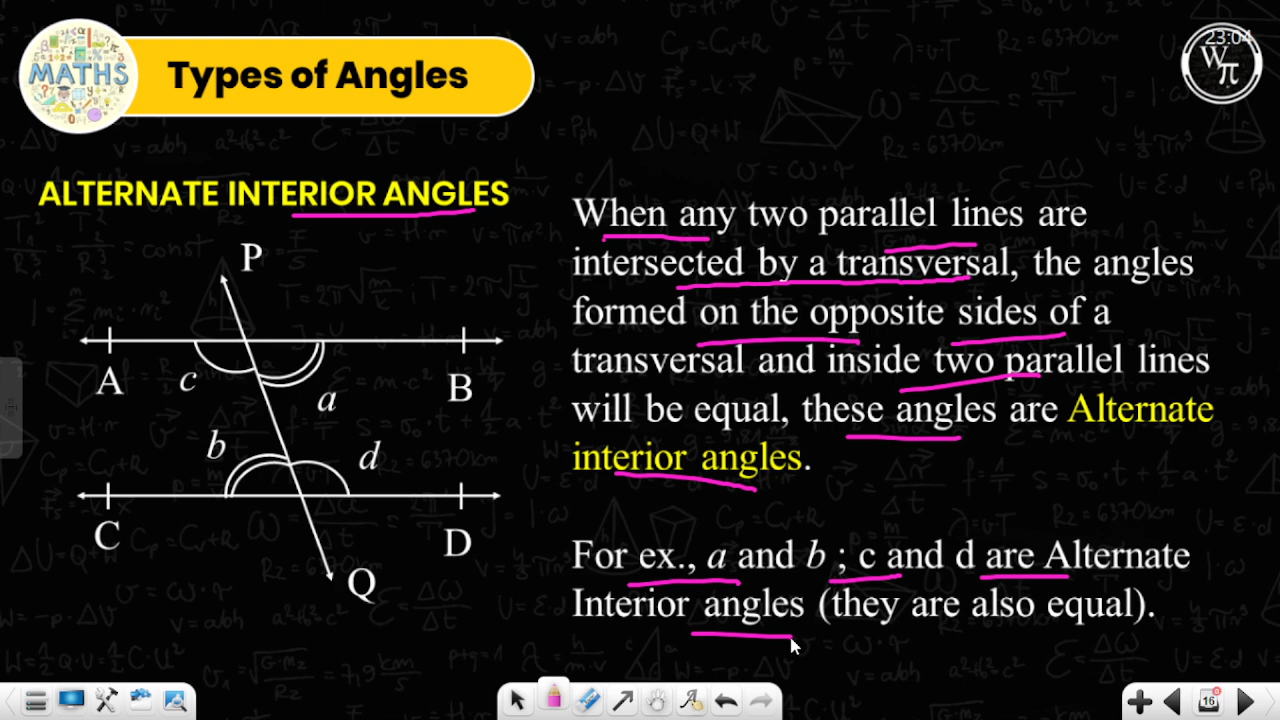 MATHS
Types of Angles
23:04
Wπ
ALTERNATE INTERIOR ANGLES
P
A
c
a
B
b
d
C
D
Q
When any two parallel lines are
intersected by a transversal, the angles
formed on the opposite sides of a
transversal and inside two parallel lines
will be equal, these angles are Alternate
interior angles.
For ex., a and b ; c and d are Alternate
Interior angles (they are also equal).
16